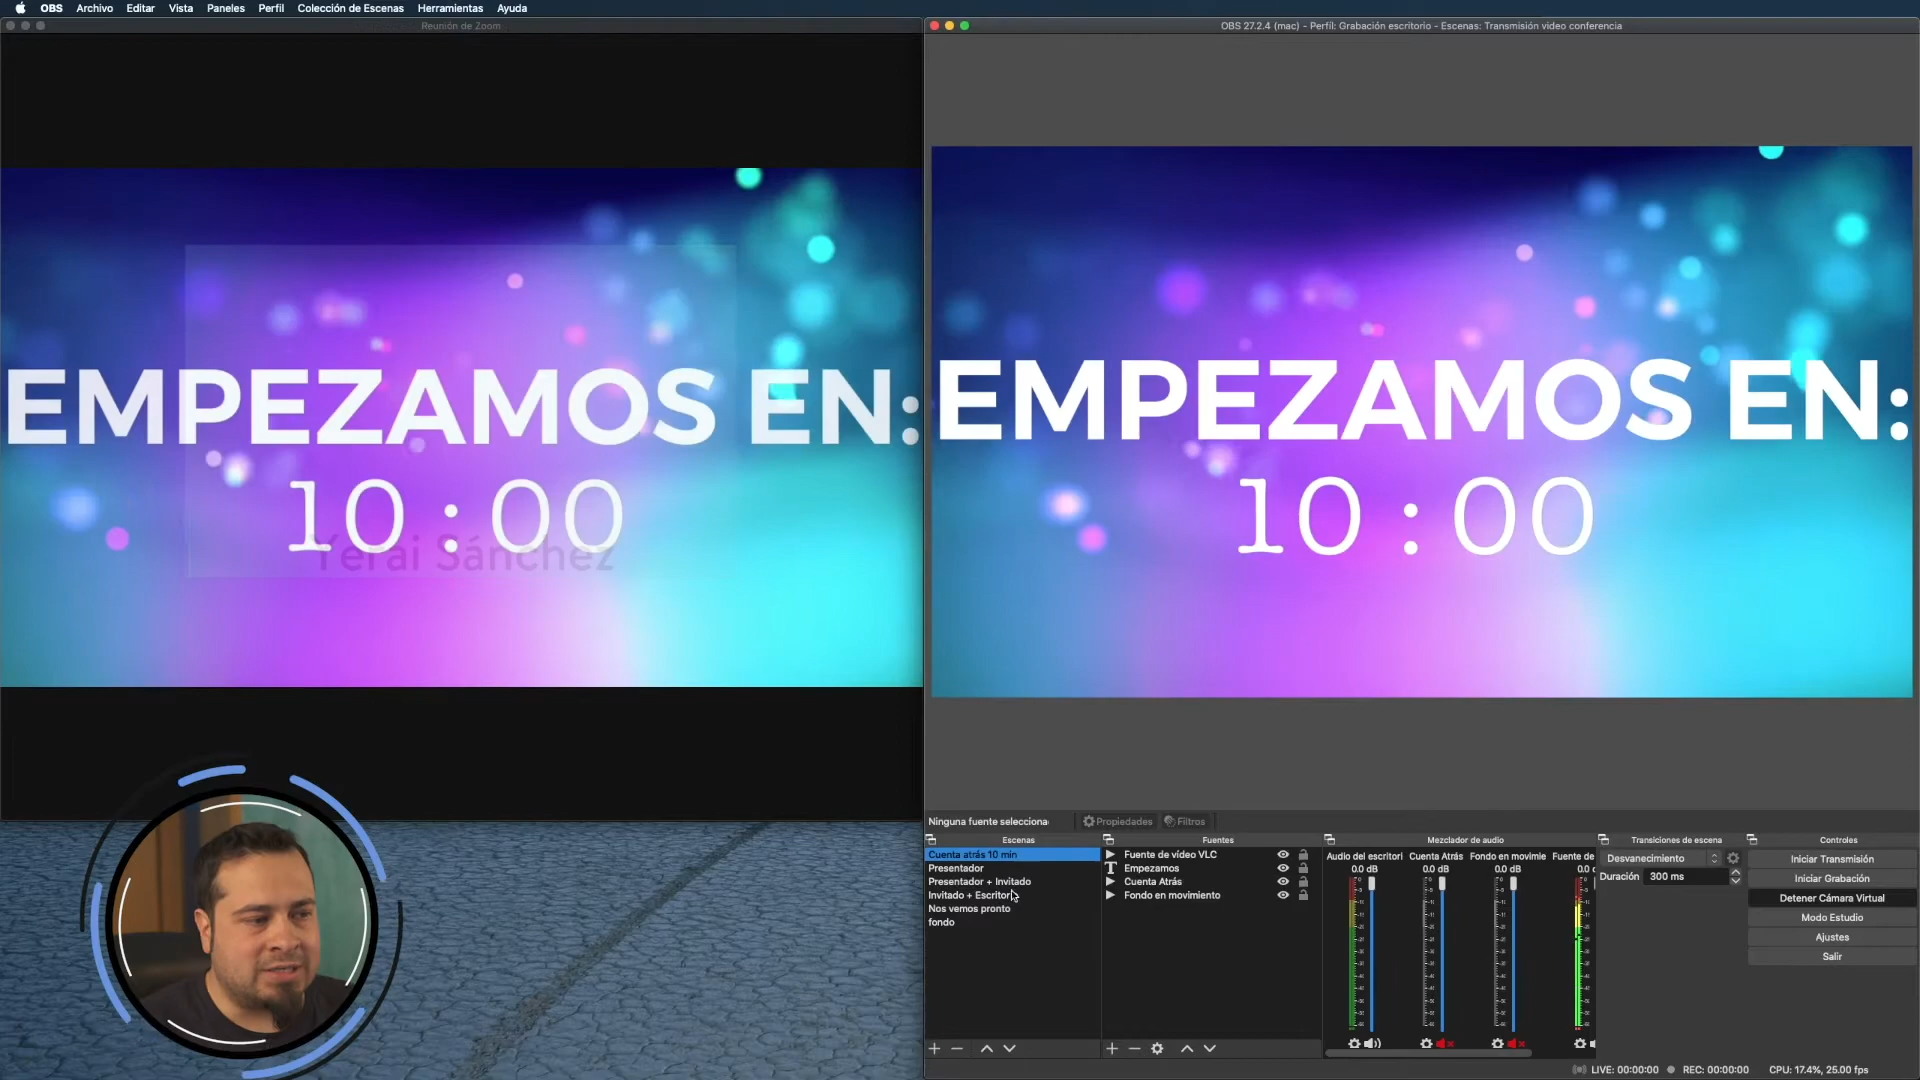 OBS Archivo Editar Vista Paneles Perfil Colección de Escenas Herramientas Ayuda
Reunión de Zoom
EMPEZAMOS EN:
10 : 00
Yerai Sánchez
OBS 27.2.4 (mac) - Perfil: Grabación escritorio - Escenas: Transmisión video conferencia
EMPEZAMOS EN:
10 : 00
Ninguna fuente selecciona Propiedades Filtros
Escenas
Cuenta atrás 10 min
Presentador
Presentador + Invitado
Invitado + Escritori
Nos vemos pronto
fondo
Fuentes
Fuente de vídeo VLC
Empezamos
Cuenta Atrás
Fondo en movimiento
Mezclador de audio
Audio del escritori Cuenta Atrás Fondo en movimie Fuente de
0.0 dB 0.0 dB 0.0 dB 0.0
Transiciones de escena
Desvanecimiento
Duración 300 ms
Controles
Iniciar Transmisión
Iniciar Grabación
Detener Cámara Virtual
Modo Estudio
Ajustes
Salir
LIVE: 00:00:00 REC: 00:00:00 CPU: 17.4%, 25.00 fps